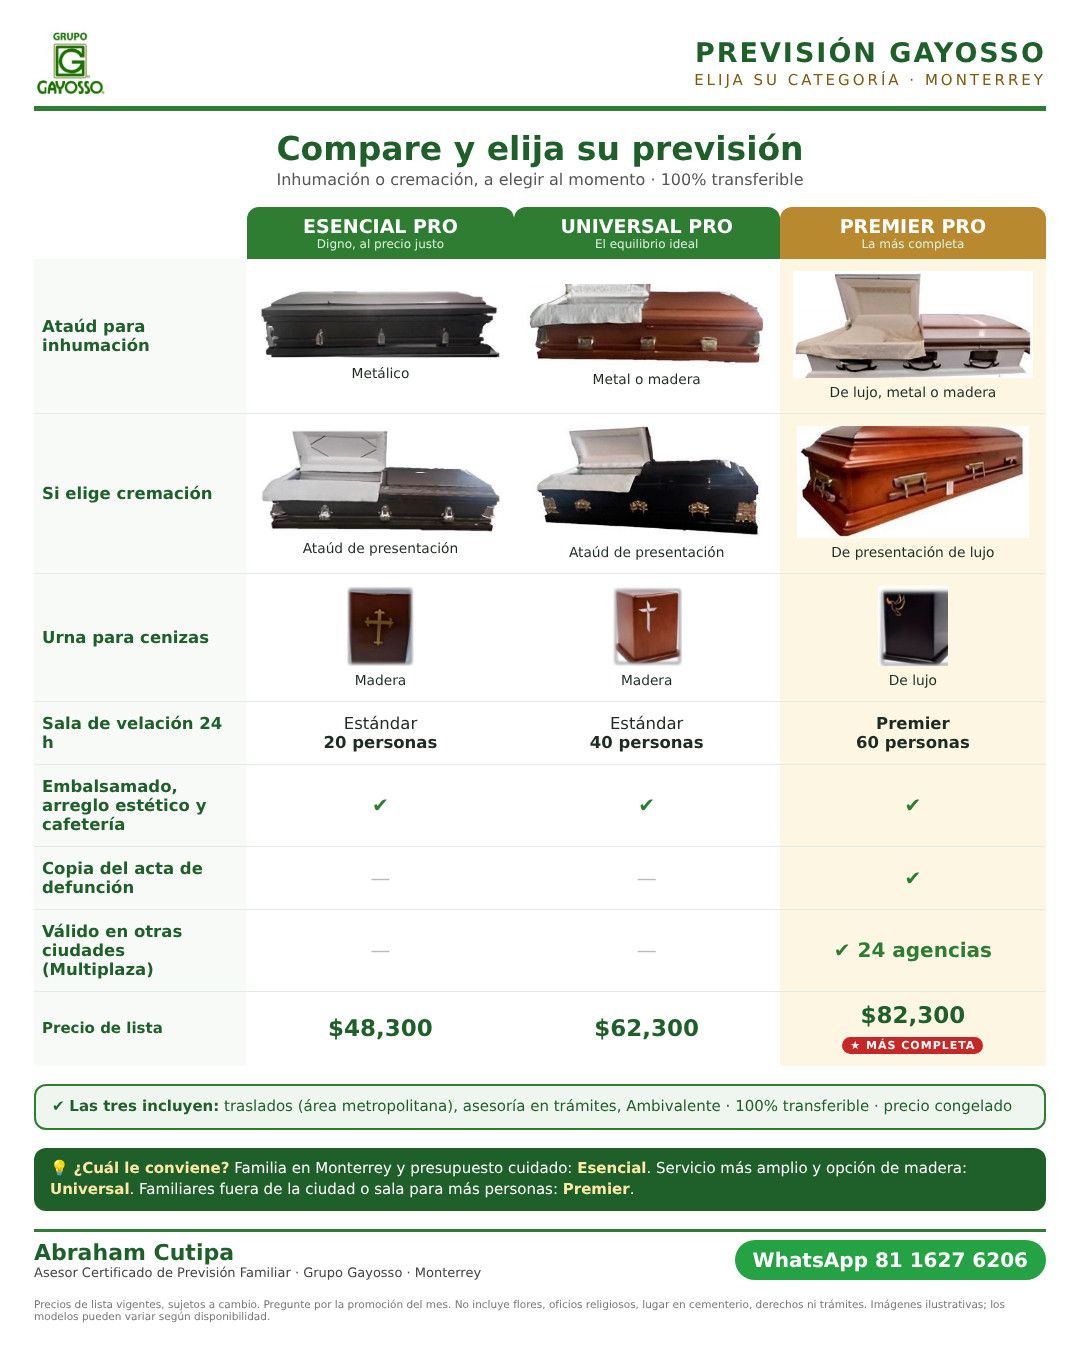 GRUPO
G
GAYOSSO
PREVISIÓN GAYOSSO
ELIJA SU CATEGORÍA · MONTERREY
Compare y elija su previsión
Inhumación o cremación, a elegir al momento · 100% transferible
ESENCIAL PRO
Digno, al precio justo
UNIVERSAL PRO
El equilibrio ideal
PREMIER PRO
La más completa
Ataúd para
inhumación
Metálico
Metal o madera
De lujo, metal o madera
Si elige cremación
Ataúd de presentación
Ataúd de presentación
De presentación de lujo
Urna para cenizas
Madera
Madera
De lujo
Sala de velación 24
h
Estándar
20 personas
Estándar
40 personas
Premier
60 personas
Embalsamado,
arreglo estético y
cafetería
✔
✔
✔
Copia del acta de
defunción
—
—
✔
Válido en otras
ciudades
(Multiplaza)
—
—
✔ 24 agencias
Precio de lista
$48,300
$62,300
$82,300
★ MÁS COMPLETA
✔ Las tres incluyen: traslados (área metropolitana), asesoría en trámites, Ambivalente · 100% transferible · precio congelado
💡 ¿Cuál le conviene? Familia en Monterrey y presupuesto cuidado: Esencial. Servicio más amplio y opción de madera:
Universal. Familiares fuera de la ciudad o sala para más personas: Premier.
Abraham Cutipa
Asesor Certificado de Previsión Familiar · Grupo Gayosso · Monterrey
WhatsApp 81 1627 6206
Precios de lista vigentes, sujetos a cambio. Pregunte por la promoción del mes. No incluye flores, oficios religiosos, lugar en cementerio, derechos ni trámites. Imágenes ilustrativas; los
modelos pueden variar según disponibilidad.